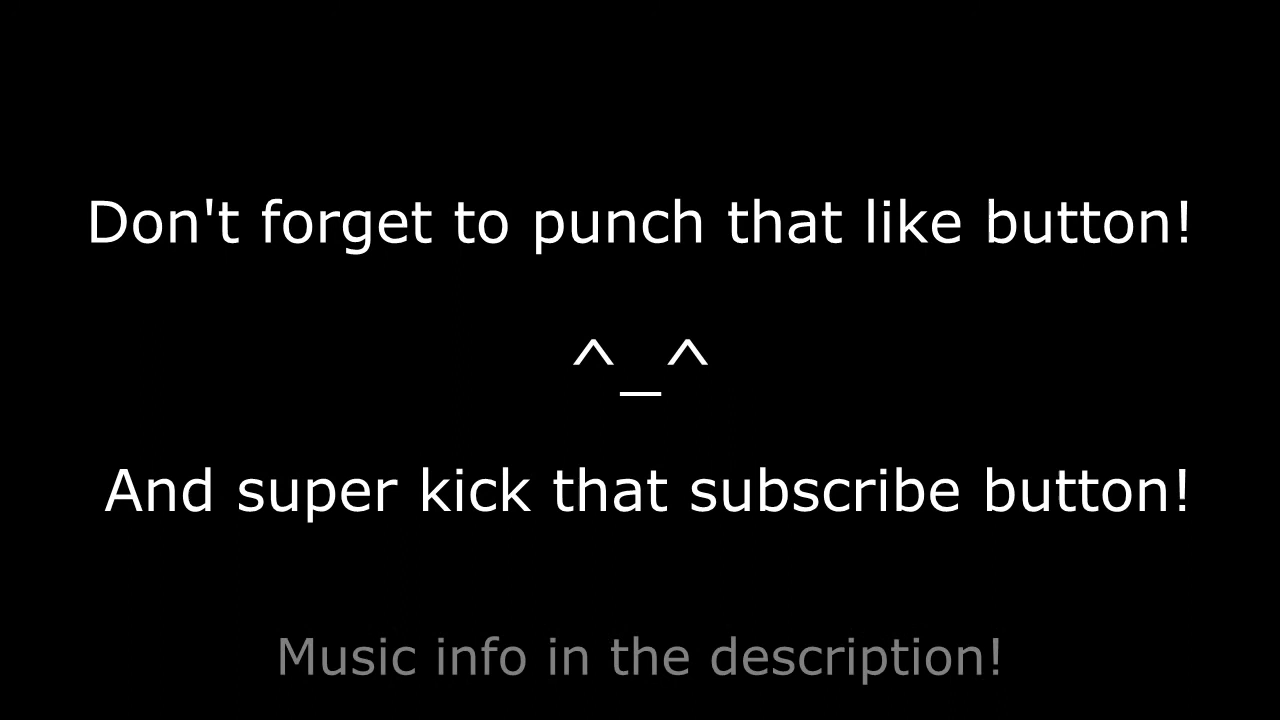 Don't forget to punch that like button!
^_^
And super kick that subscribe button!
Music info in the description!